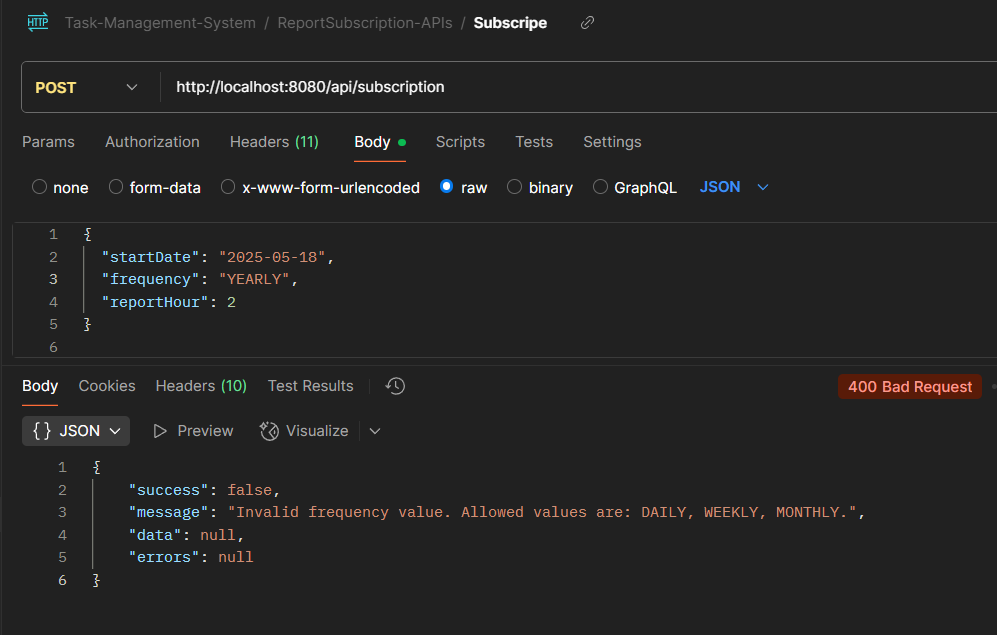 HTTP Task-Management-System / ReportSubscription-APIs / Subscripe
POST http://localhost:8080/api/subscription
Params Authorization Headers (11) Body Scripts Tests Settings
none form-data x-www-form-urlencoded raw binary GraphQL JSON
1 {
2 "startDate": "2025-05-18",
3 "frequency": "YEARLY",
4 "reportHour": 2
5 }
6
Body Cookies Headers (10) Test Results 400 Bad Request
{} JSON Preview Visualize
1 {
2 "success": false,
3 "message": "Invalid frequency value. Allowed values are: DAILY, WEEKLY, MONTHLY.",
4 "data": null,
5 "errors": null
6 }